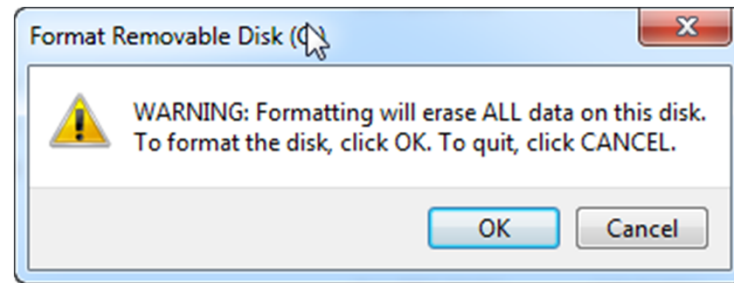 Format Removable Disk (
WARNING: Formatting will erase ALL data on this disk.
To format the disk, click OK. To quit, click CANCEL.
OK
Cancel